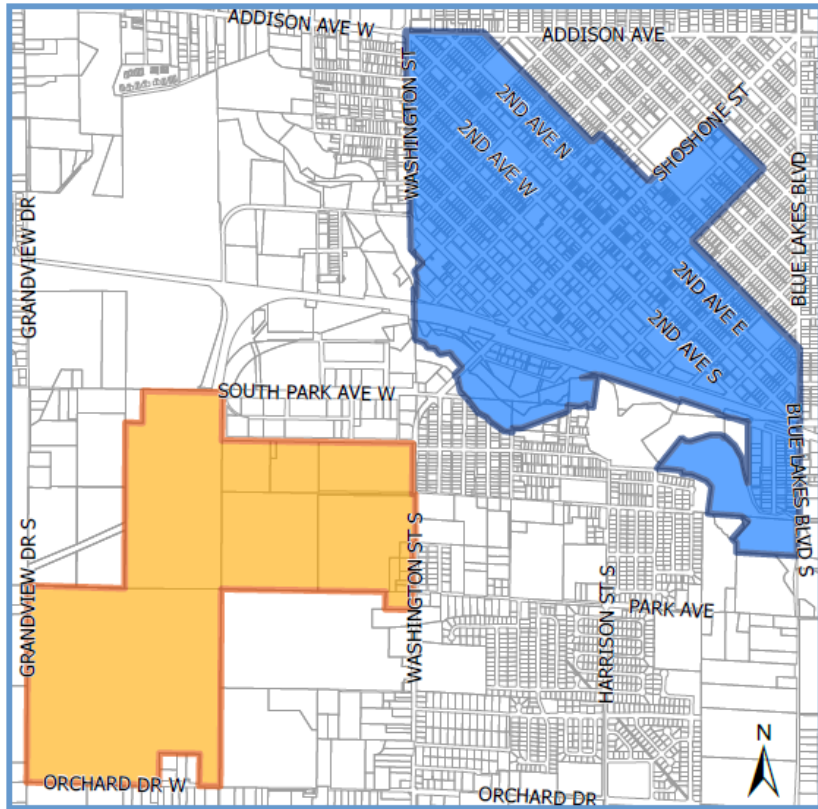 ADDISON AVE W
ADDISON AVE
WASHINGTON ST
2ND AVE N
2ND AVE W
SHOSHONE ST
BLUE LAKES BLVD
GRANDVIEW DR
2ND AVE E
2ND AVE S
SOUTH PARK AVE W
BLUE LAKES BLVD S
GRANDVIEW DR S
WASHINGTON ST S
HARRISON ST S
PARK AVE
N
ORCHARD DR W
ORCHARD DR